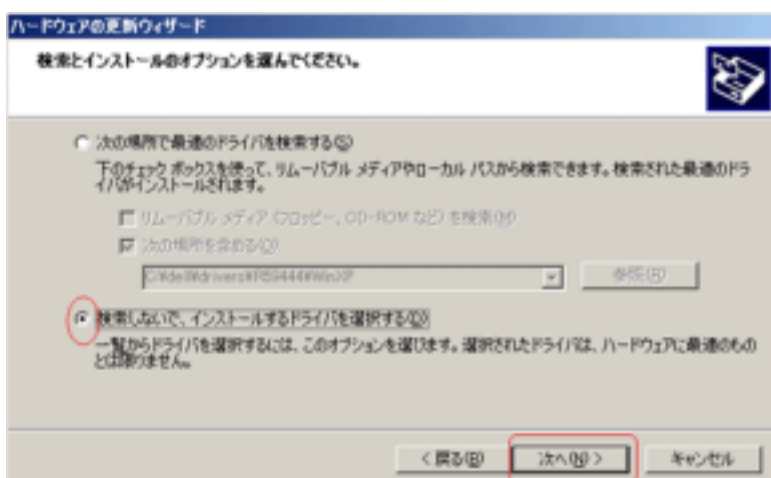 ハードウェアの更新ウィザード
検索とインストールのオプションを選んでください。
次の場所で最適のドライバを検索する(S)
下のチェック ボックスを使って、リムーバブル メディアやローカル パスから検索できます。検索された最適のドラ
イバがインストールされます。
リムーバブル メディア (フロッピー、CD-ROM など) を検索(M)
次の場所を含める(O)
C:¥dell¥drivers¥R59444¥WinXP
参照(R)
検索しないで、インストールするドライバを選択する(D)
一覧からドライバを選択するには、このオプションを選びます。選択されたドライバは、ハードウェアに最適のもの
とは限りません。
< 戻る(B)
次へ(N) >
キャンセル